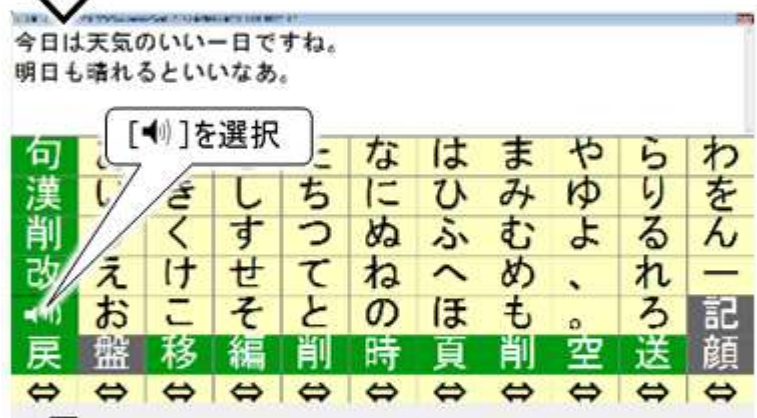 今日は天気のいい一日ですね。
明日も晴れるといいなあ。
[🔊]を選択
句 な は ま や ら わ
漢 い き し ち に ひ み ゆ り を
削 く す つ ぬ ふ む よ る ん
改 え け せ て ね へ め 、 れ ー
🔊 お こ そ と の ほ も 。 ろ 記
戻 盤 移 編 削 時 頁 削 空 送 顔
⇔ ⇔ ⇔ ⇔ ⇔ ⇔ ⇔ ⇔ ⇔ ⇔ ⇔